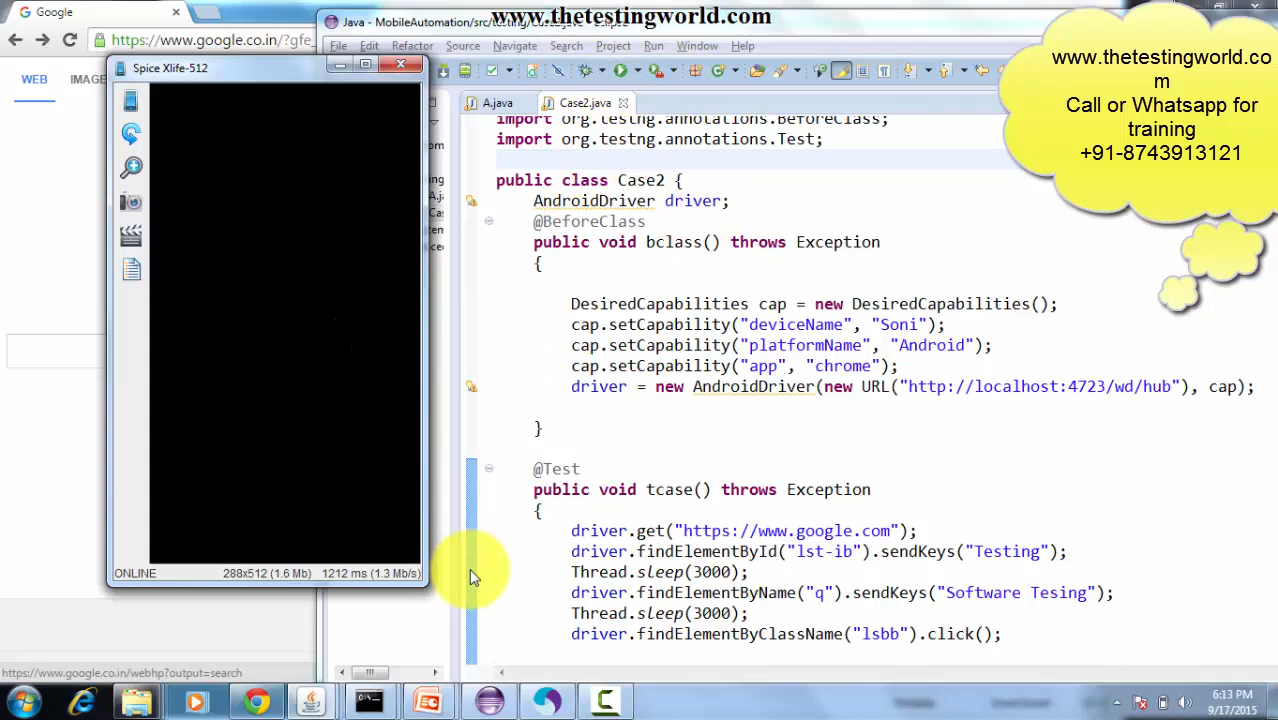 www.thetestingworld.com
Google
https://www.google.co.in/?gfe_
WEB
IMAGE
Java - MobileAutomation/src/testing/Case2.java - eclipse
File Edit Refactor Source Navigate Search Project Run Window Help
Spice Xlife-512
A.java
Case2.java
import org.testng.annotations.BeforeClass;
import org.testng.annotations.Test;
public class Case2 {
AndroidDriver driver;
@BeforeClass
public void bclass() throws Exception
{
DesiredCapabilities cap = new DesiredCapabilities();
cap.setCapability("deviceName", "Soni");
cap.setCapability("platformName", "Android");
cap.setCapability("app", "chrome");
driver = new AndroidDriver(new URL("http://localhost:4723/wd/hub"), cap);
}
@Test
public void tcase() throws Exception
{
driver.get("https://www.google.com");
driver.findElementById("lst-ib").sendKeys("Testing");
Thread.sleep(3000);
driver.findElementByName("q").sendKeys("Software Tesing");
Thread.sleep(3000);
driver.findElementByClassName("lsbb").click();
ONLINE
288x512 (1.6 Mb)
1212 ms (1.3 Mb/s)
www.thetestingworld.co
m
Call or Whatsapp for
training
+91-8743913121
https://www.google.co.in/webhp?output=search
6:13 PM
9/17/2015